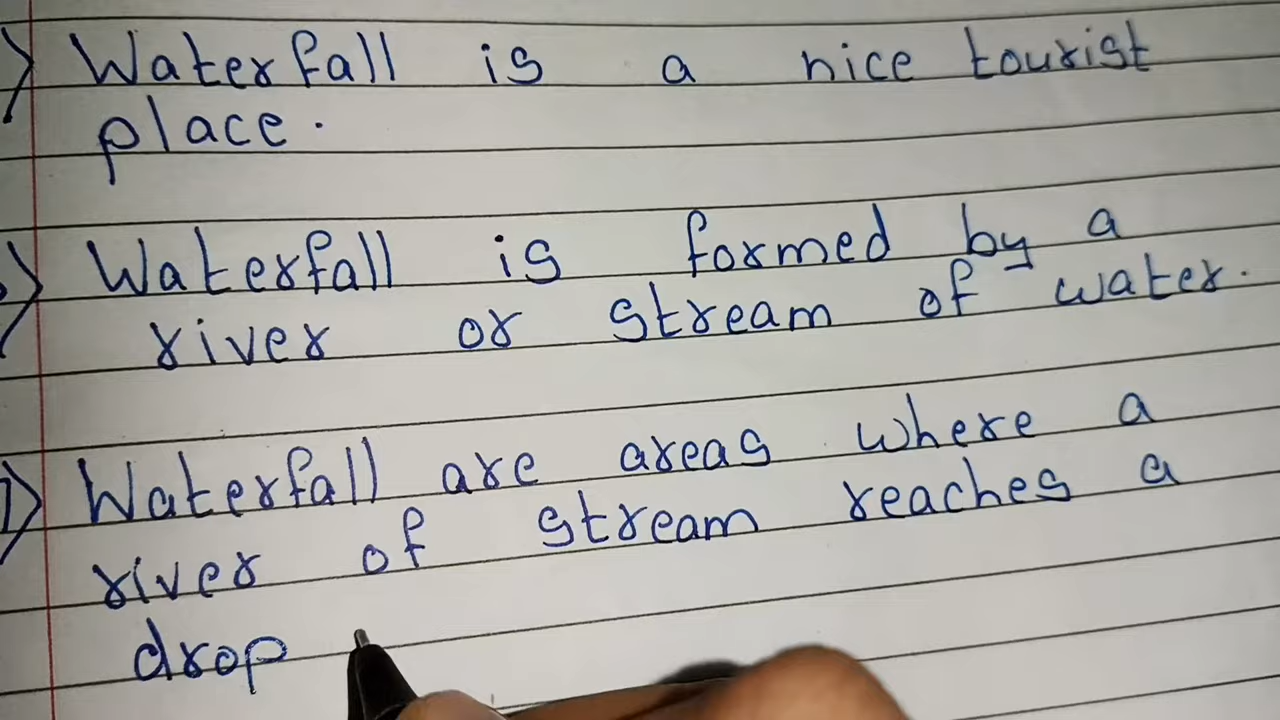 Waterfall is a nice tourist
place.
Waterfall is formed by a
river or stream of water.
Waterfall are areas where a
river of stream reaches a
drop